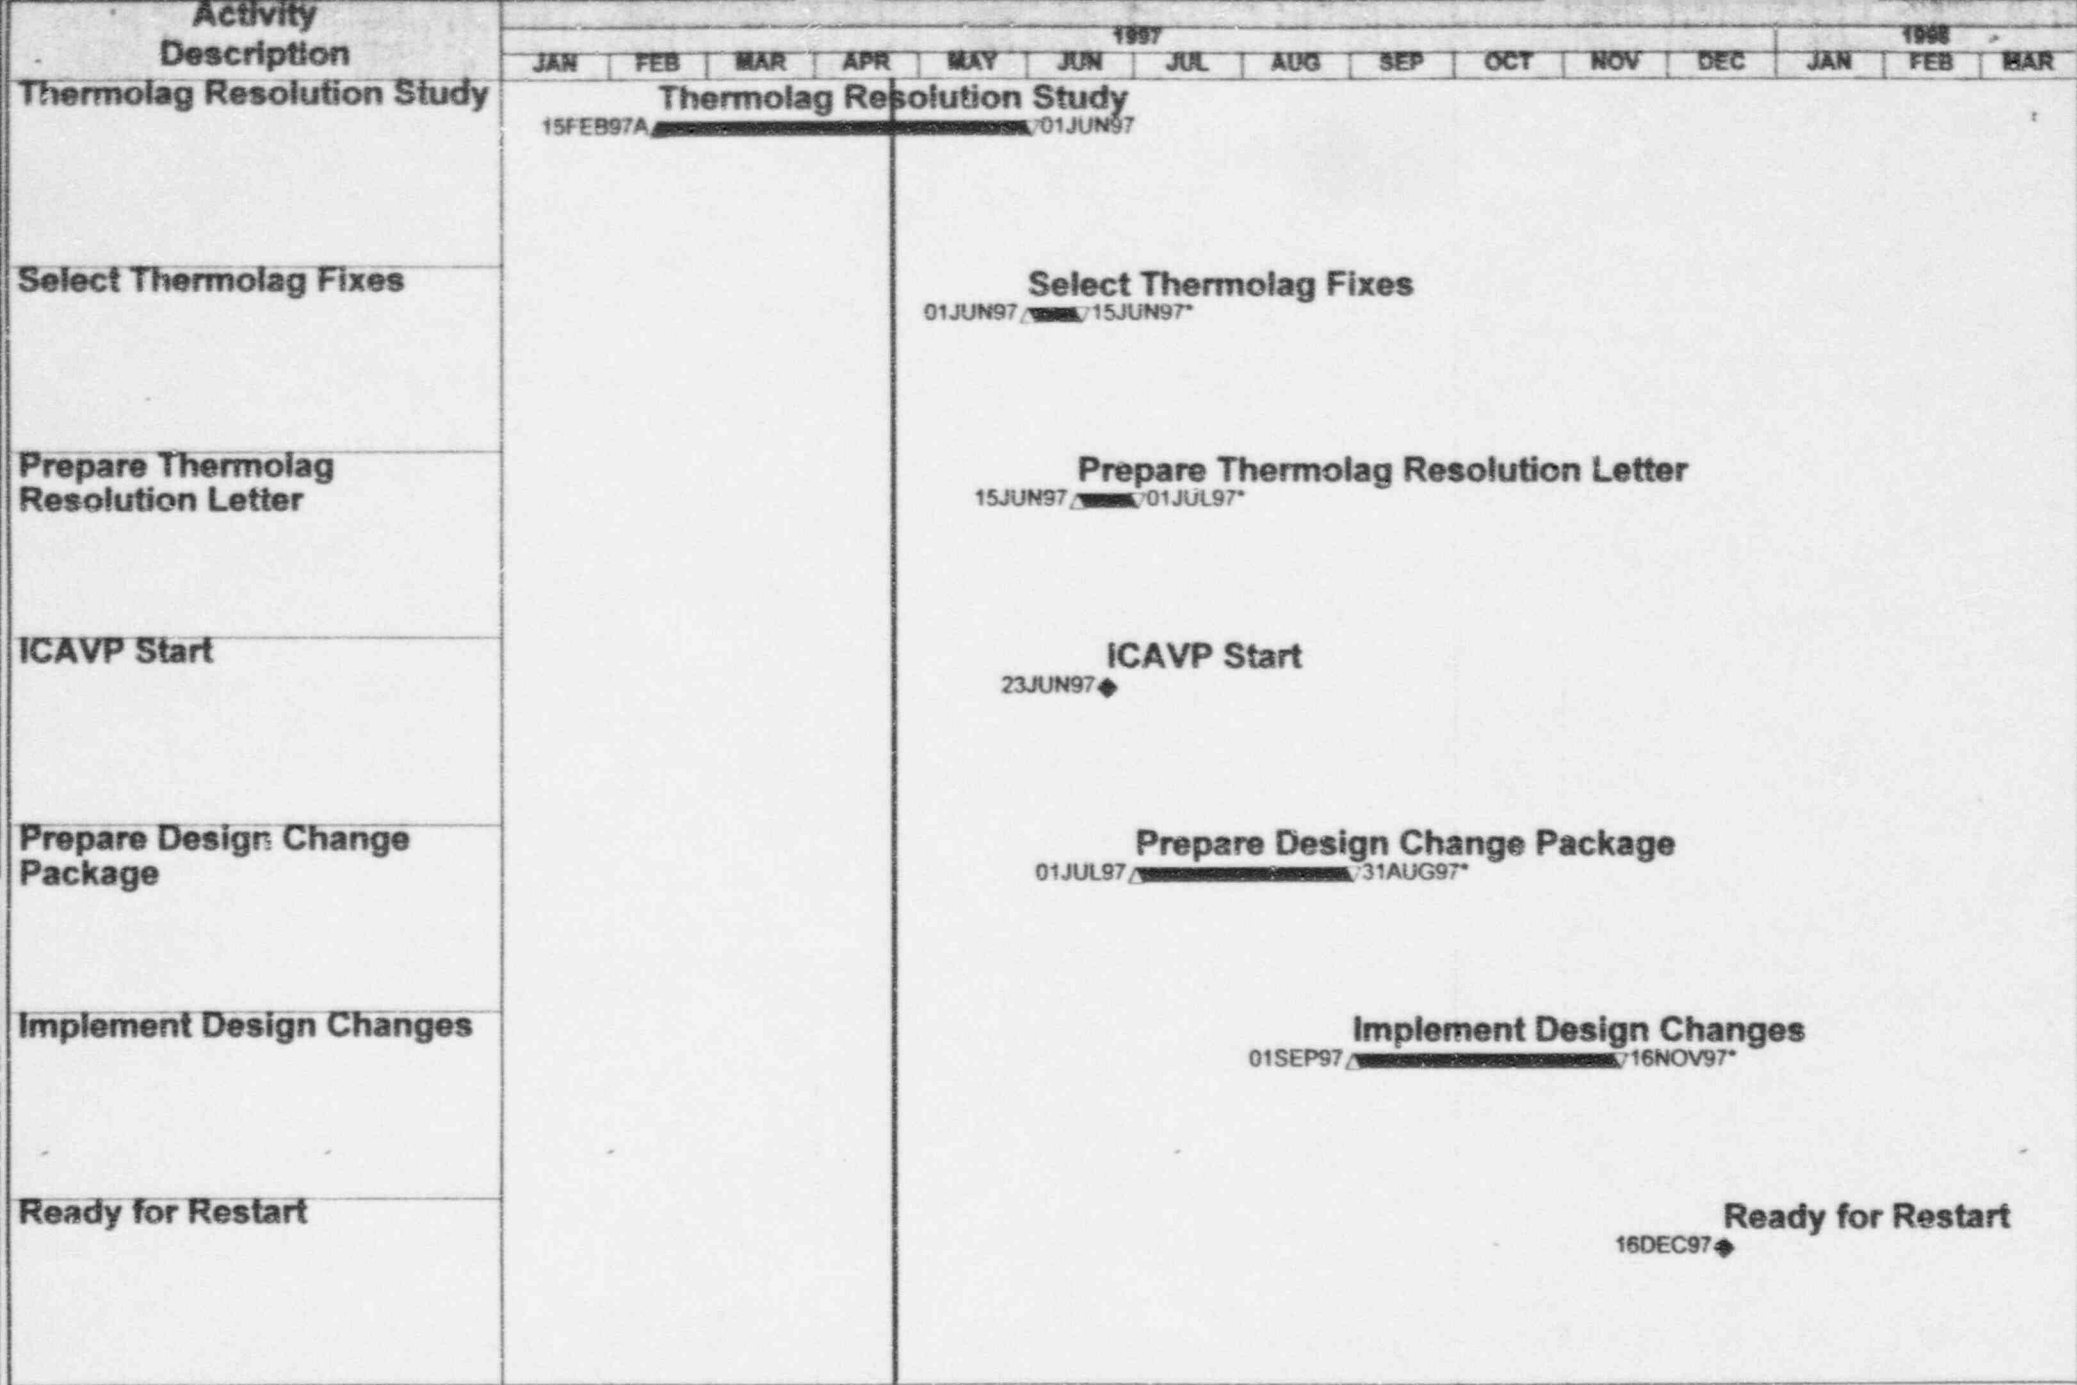 Activity
Description
1997
1998
JAN FEB MAR APR MAY JUN JUL AUG SEP OCT NOV DEC JAN FEB MAR
Thermolag Resolution Study
Thermolag Resolution Study
15FEB97A 01JUN97
Select Thermolag Fixes
Select Thermolag Fixes
01JUN97 15JUN97*
Prepare Thermolag
Resolution Letter
Prepare Thermolag Resolution Letter
15JUN97 01JUL97*
ICAVP Start
ICAVP Start
23JUN97
Prepare Design Change
Package
Prepare Design Change Package
01JUL97 31AUG97*
Implement Design Changes
Implement Design Changes
01SEP97 16NOV97*
Ready for Restart
Ready for Restart
16DEC97